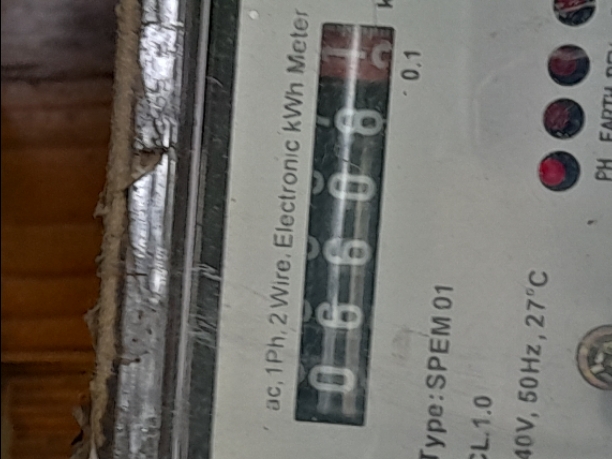 ac, 1Ph, 2 Wire, Electronic kWh Meter
066081
0.1
Type: SPEM 01
CL.1.0
40V, 50Hz, 27°C
PH EARTH